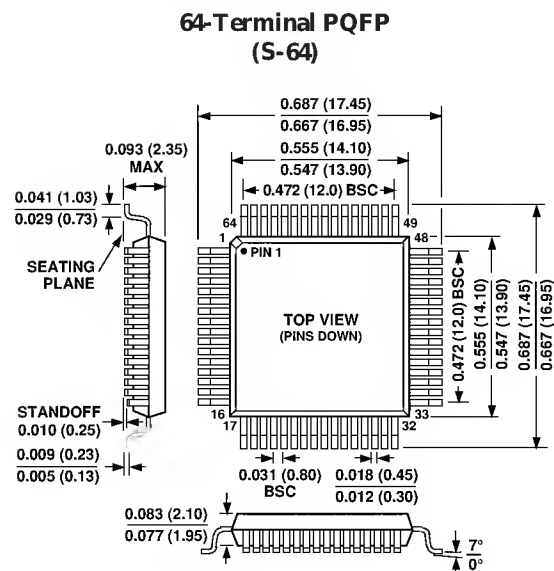 64-Terminal PQFP
(S-64)
0.687 (17.45)
0.667 (16.95)
0.093 (2.35)
MAX
0.555 (14.10)
0.547 (13.90)
0.041 (1.03)
0.029 (0.73)
0.472 (12.0) BSC
64
49
1
48
PIN 1
SEATING
PLANE
TOP VIEW
(PINS DOWN)
0.472 (12.0) BSC
0.555 (14.10)
0.547 (13.90)
0.687 (17.45)
0.667 (16.95)
STANDOFF
0.010 (0.25)
16
33
17
32
0.009 (0.23)
0.005 (0.13)
0.031 (0.80)
BSC
0.018 (0.45)
0.012 (0.30)
0.083 (2.10)
0.077 (1.95)
7°
0°